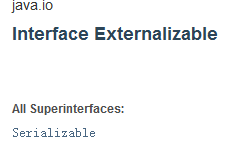 java.io
Interface Externalizable
All Superinterfaces:
Serializable